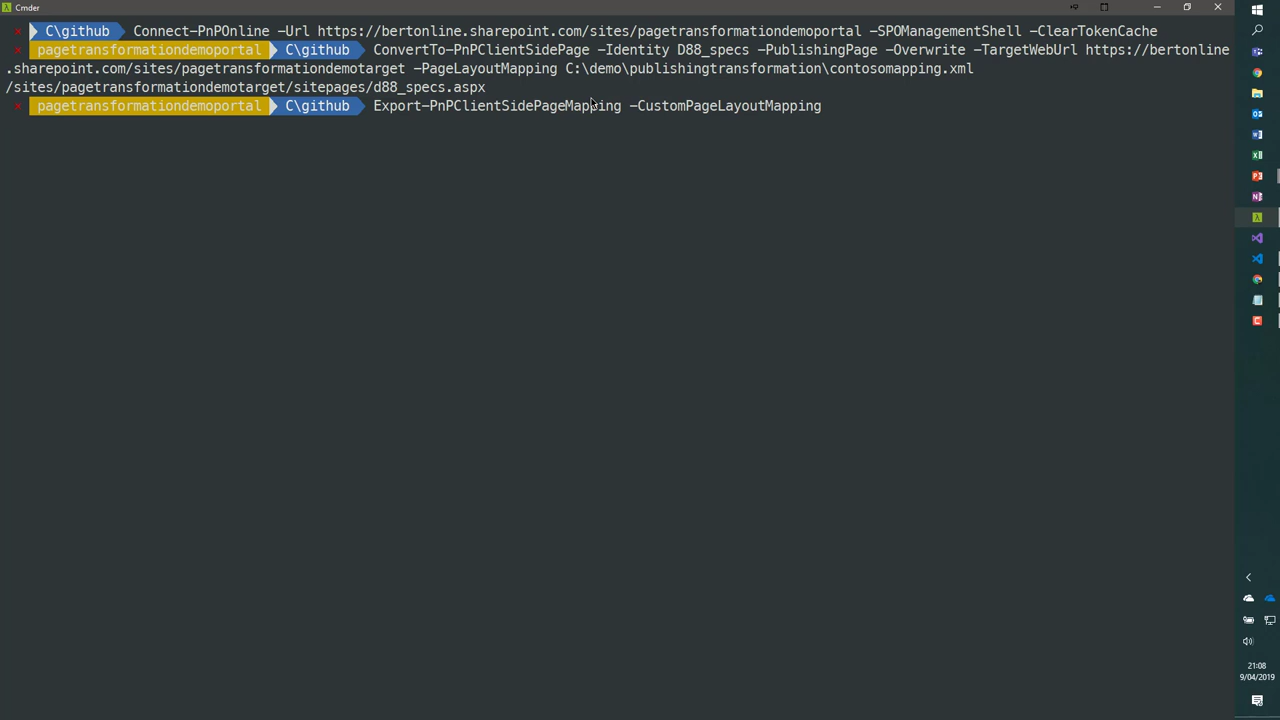 Cmder
C\github Connect-PnPOnline -Url https://bertonline.sharepoint.com/sites/pagetransformationdemoportal -SPOManagementShell -ClearTokenCache
pagetransformationdemoportal C\github ConvertTo-PnPClientSidePage -Identity D88_specs -PublishingPage -Overwrite -TargetWebUrl https://bertonline
.sharepoint.com/sites/pagetransformationdemotarget -PageLayoutMapping C:\demo\publishingtransformation\contosomapping.xml
/sites/pagetransformationdemotarget/sitepages/d88_specs.aspx
pagetransformationdemoportal C\github Export-PnPClientSidePageMapping -CustomPageLayoutMapping
21:08
9/04/2019